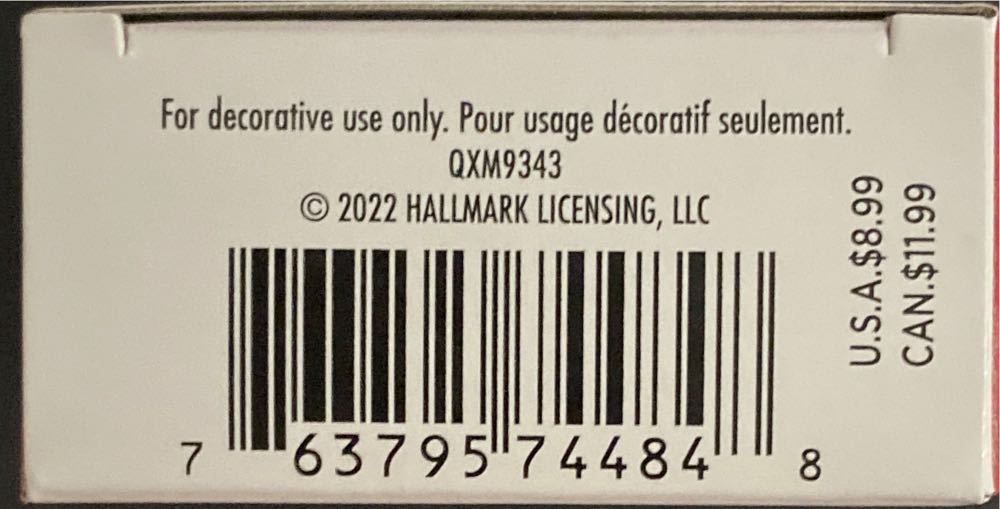 For decorative use only. Pour usage décoratif seulement.
QXM9343
© 2022 HALLMARK LICENSING, LLC
U.S.A.$8.99
CAN.$11.99
7 63795 74484 8